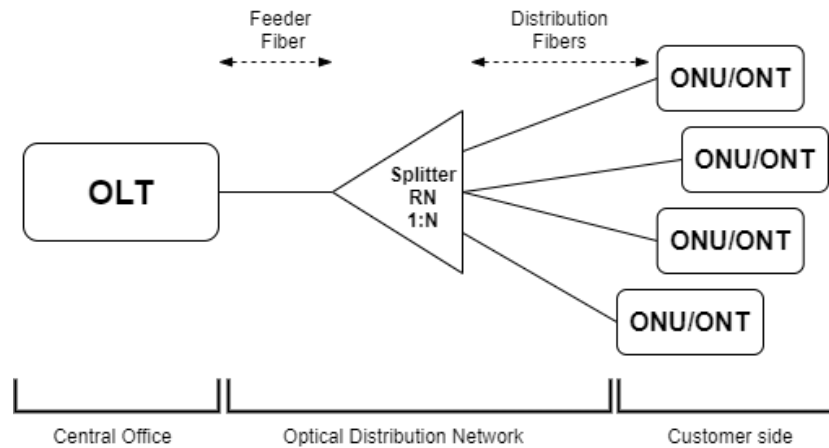 Feeder
Fiber
Distribution
Fibers
OLT
Splitter
RN
1:N
ONU/ONT
ONU/ONT
ONU/ONT
ONU/ONT
Central Office
Optical Distribution Network
Customer side